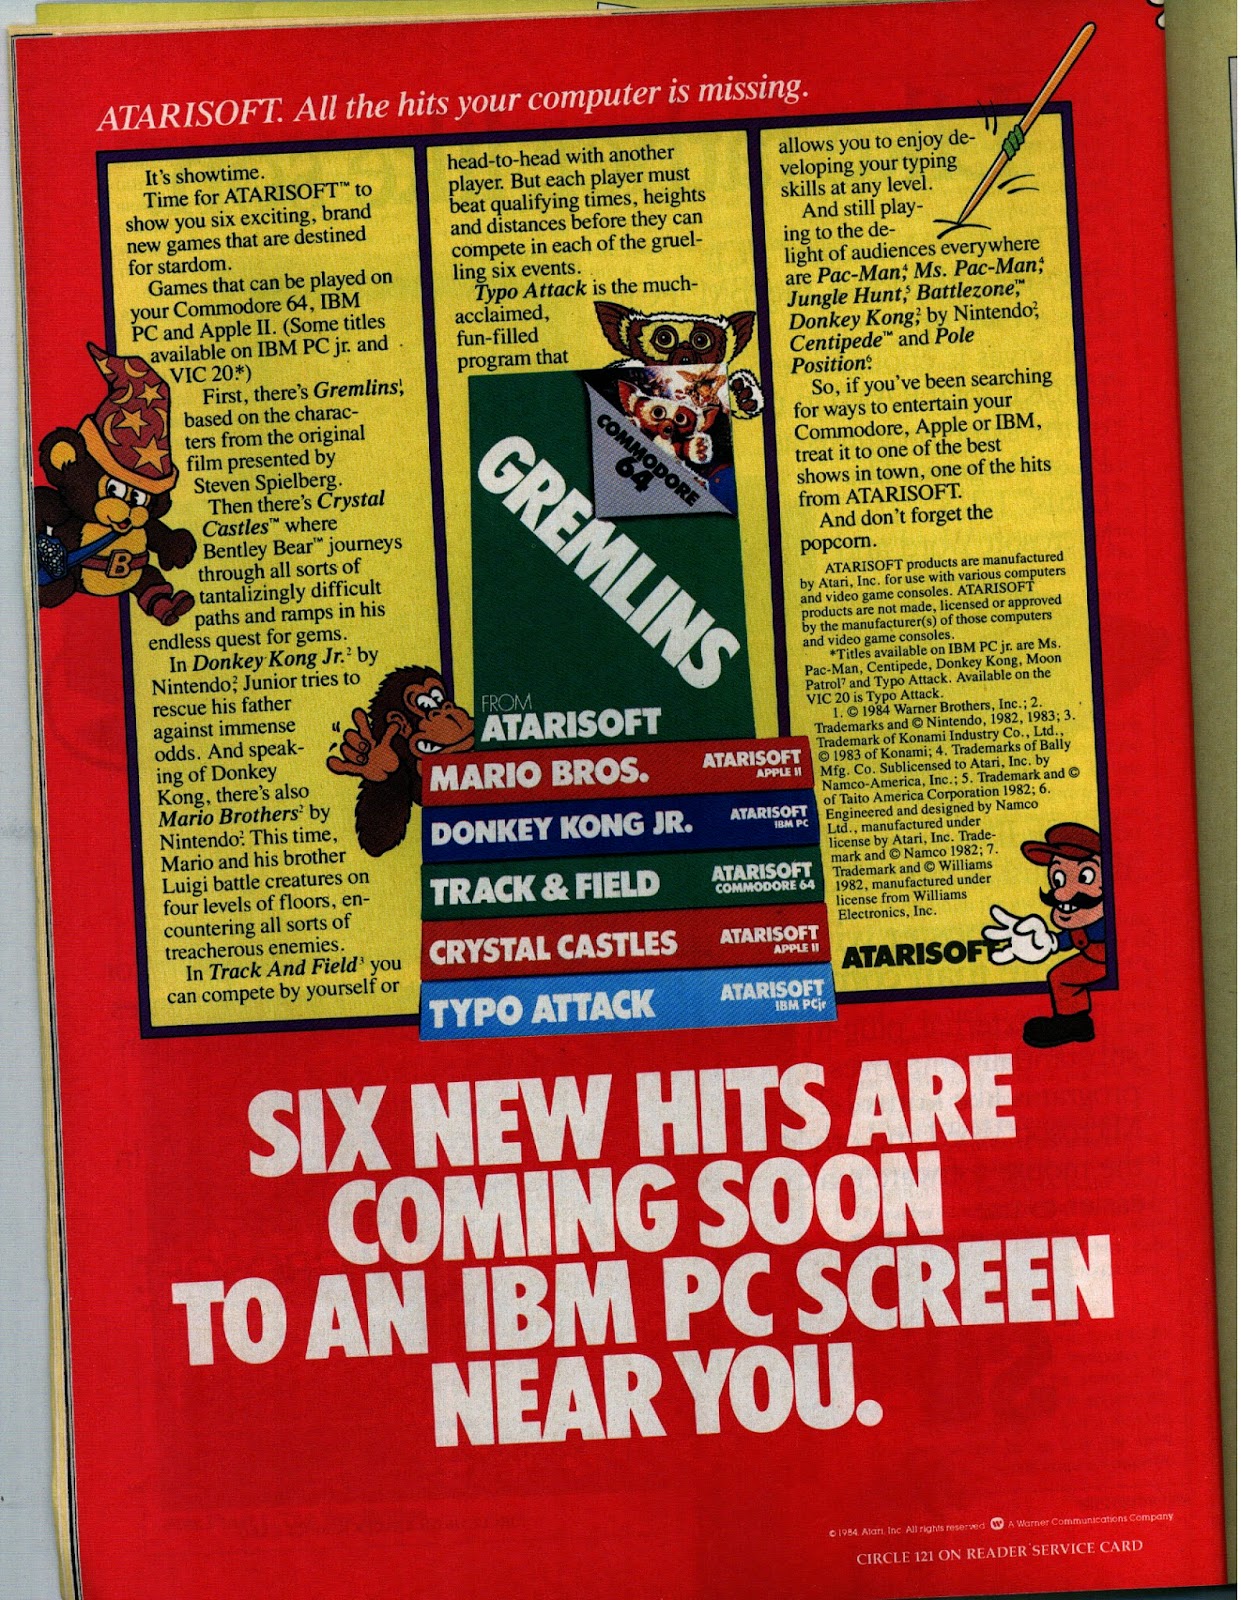 ATARISOFT. All the hits your computer is missing.
It's showtime.
Time for ATARISOFT™ to
show you six exciting, brand
new games that are destined
for stardom.
Games that can be played on
your Commodore 64, IBM
PC and Apple II. (Some titles
available on IBM PC jr. and
VIC 20.*)
First, there's Gremlins,¹
based on the charac-
ters from the original
film presented by
Steven Spielberg.
Then there's Crystal
Castles™ where
Bentley Bear™ journeys
through all sorts of
tantalizingly difficult
paths and ramps in his
endless quest for gems.
In Donkey Kong Jr.² by
Nintendo,² Junior tries to
rescue his father
against immense
odds. And speak-
ing of Donkey
Kong, there's also
Mario Brothers² by
Nintendo.² This time,
Mario and his brother
Luigi battle creatures on
four levels of floors, en-
countering all sorts of
treacherous enemies.
In Track And Field³ you
can compete by yourself or
head-to-head with another
player. But each player must
beat qualifying times, heights
and distances before they can
compete in each of the gruel-
ling six events.
Typo Attack is the much-
acclaimed,
fun-filled
program that
allows you to enjoy de-
veloping your typing
skills at any level.
And still play-
ing to the de-
light of audiences everywhere
are Pac-Man,⁴ Ms. Pac-Man,⁴
Jungle Hunt,⁵ Battlezone,™
Donkey Kong,² by Nintendo,²
Centipede™ and Pole
Position⁶.
So, if you've been searching
for ways to entertain your
Commodore, Apple or IBM,
treat it to one of the best
shows in town, one of the hits
from ATARISOFT.
And don't forget the
popcorn.
ATARISOFT products are manufactured
by Atari, Inc. for use with various computers
and video game consoles. ATARISOFT
products are not made, licensed or approved
by the manufacturer(s) of those computers
and video game consoles.
*Titles available on IBM PC jr. are Ms.
Pac-Man, Centipede, Donkey Kong, Moon
Patrol⁷ and Typo Attack. Available on the
VIC 20 is Typo Attack.
1. © 1984 Warner Brothers, Inc.; 2.
Trademarks and © Nintendo, 1982, 1983; 3.
Trademark of Konami Industry Co., Ltd.,
© 1983 of Konami; 4. Trademarks of Bally
Mfg. Co. Sublicensed to Atari, Inc. by
Namco-America, Inc.; 5. Trademark and ©
of Taito America Corporation 1982; 6.
Engineered and designed by Namco
Ltd., manufactured under
license by Atari, Inc. Trade-
mark and © Namco 1982; 7.
Trademark and © Williams
1982, manufactured under
license from Williams
Electronics, Inc.
ATARISOFT
COMMODORE
64
GREMLINS
FROM
ATARISOFT
B
MARIO BROS. ATARISOFT
APPLE II
DONKEY KONG JR. ATARISOFT
IBM PC
TRACK & FIELD ATARISOFT
COMMODORE 64
CRYSTAL CASTLES ATARISOFT
APPLE II
TYPO ATTACK ATARISOFT
IBM PCjr
SIX NEW HITS ARE
COMING SOON
TO AN IBM PC SCREEN
NEAR YOU.
© 1984, Atari, Inc. All rights reserved. A Warner Communications Company
CIRCLE 121 ON READER SERVICE CARD